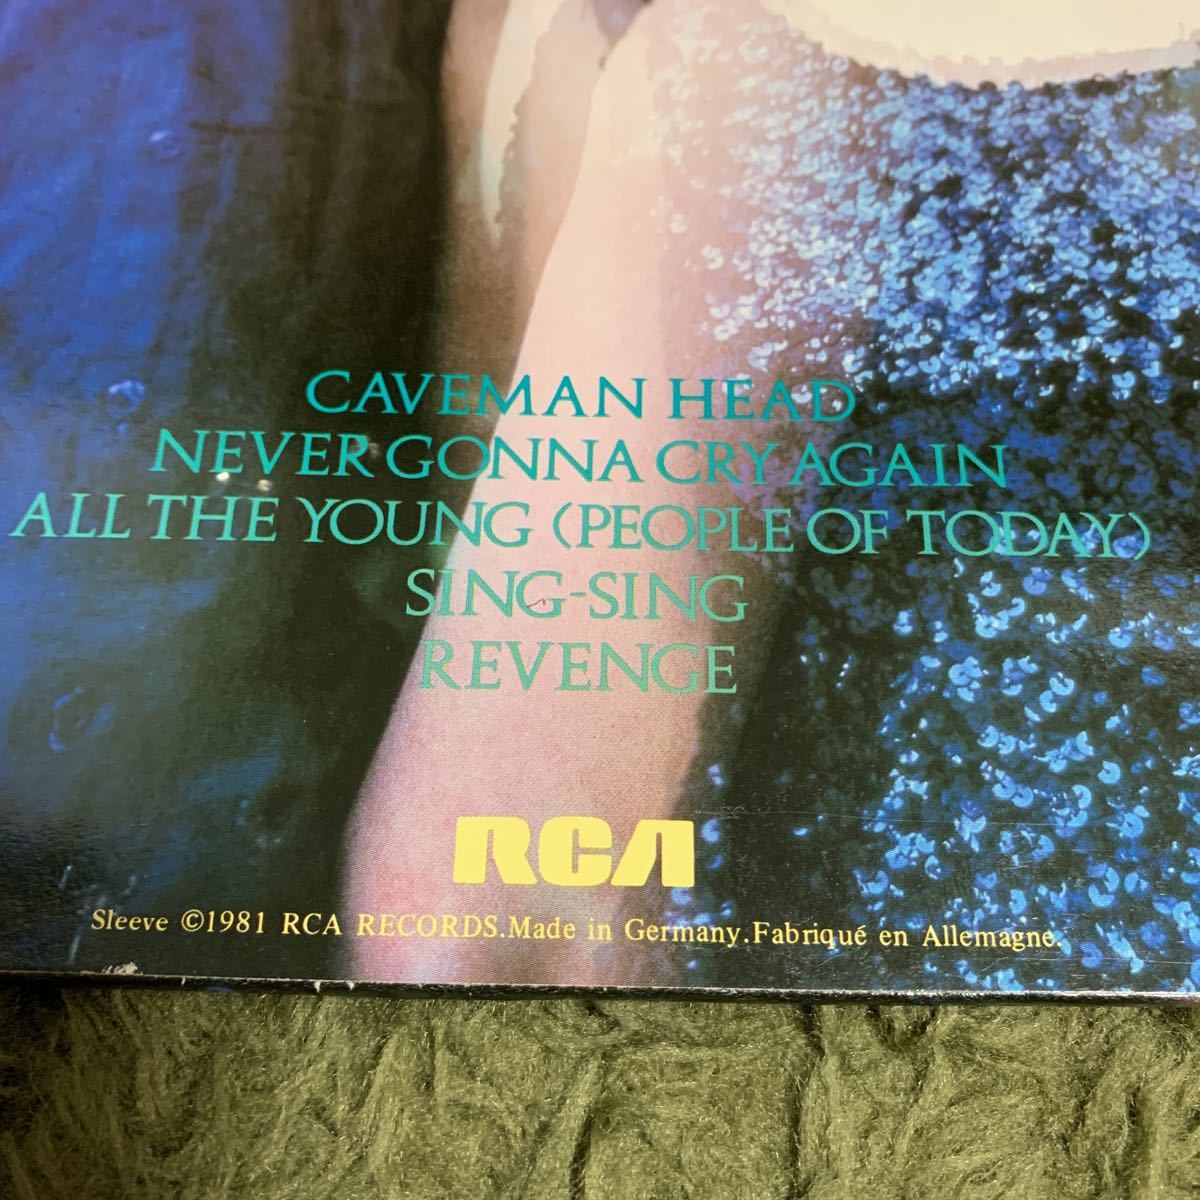 CAVEMAN HEAD
NEVER GONNA CRY AGAIN
ALL THE YOUNG (PEOPLE OF TODAY)
SING-SING
REVENGE
RCA
Sleeve ©1981 RCA RECORDS.Made in Germany.Fabriqué en Allemagne.